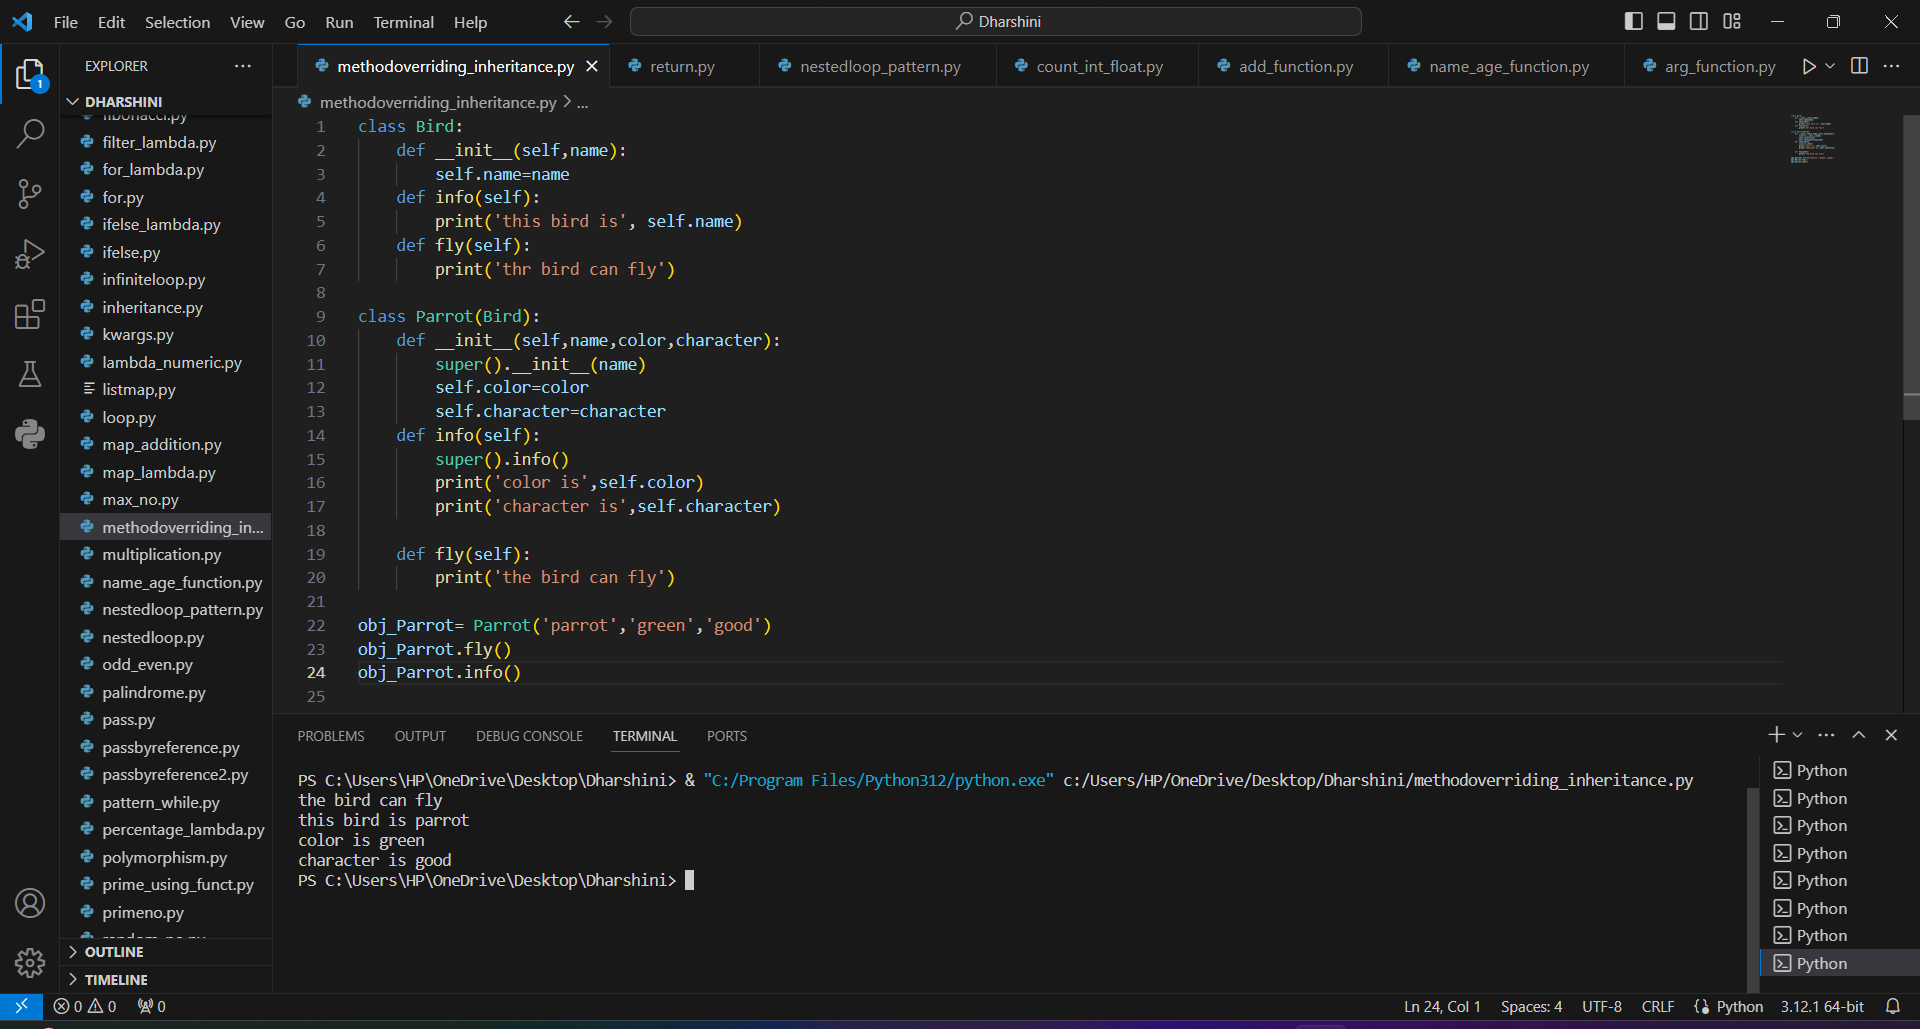 File Edit Selection View Go Run Terminal Help
Dharshini
EXPLORER
methodoverriding_inheritance.py
return.py
nestedloop_pattern.py
count_int_float.py
add_function.py
name_age_function.py
arg_function.py
1
DHARSHINI
fibonacci.py
filter_lambda.py
for_lambda.py
for.py
ifelse_lambda.py
ifelse.py
infiniteloop.py
inheritance.py
kwargs.py
lambda_numeric.py
listmap,py
loop.py
map_addition.py
map_lambda.py
max_no.py
methodoverriding_in...
multiplication.py
name_age_function.py
nestedloop_pattern.py
nestedloop.py
odd_even.py
palindrome.py
pass.py
passbyreference.py
passbyreference2.py
pattern_while.py
percentage_lambda.py
polymorphism.py
prime_using_funct.py
primeno.py
OUTLINE
TIMELINE
methodoverriding_inheritance.py > ...
1 class Bird:
2     def __init__(self,name):
3         self.name=name
4     def info(self):
5         print('this bird is', self.name)
6     def fly(self):
7         print('thr bird can fly')
8
9 class Parrot(Bird):
10     def __init__(self,name,color,character):
11         super().__init__(name)
12         self.color=color
13         self.character=character
14     def info(self):
15         super().info()
16         print('color is',self.color)
17         print('character is',self.character)
18
19     def fly(self):
20         print('the bird can fly')
21
22 obj_Parrot= Parrot('parrot','green','good')
23 obj_Parrot.fly()
24 obj_Parrot.info()
25
PROBLEMS OUTPUT DEBUG CONSOLE TERMINAL PORTS
PS C:\Users\HP\OneDrive\Desktop\Dharshini> & "C:/Program Files/Python312/python.exe" c:/Users/HP/OneDrive/Desktop/Dharshini/methodoverriding_inheritance.py
the bird can fly
this bird is parrot
color is green
character is good
PS C:\Users\HP\OneDrive\Desktop\Dharshini>
Python
Python
Python
Python
Python
Python
Python
Python
0 0 0
Ln 24, Col 1 Spaces: 4 UTF-8 CRLF Python 3.12.1 64-bit